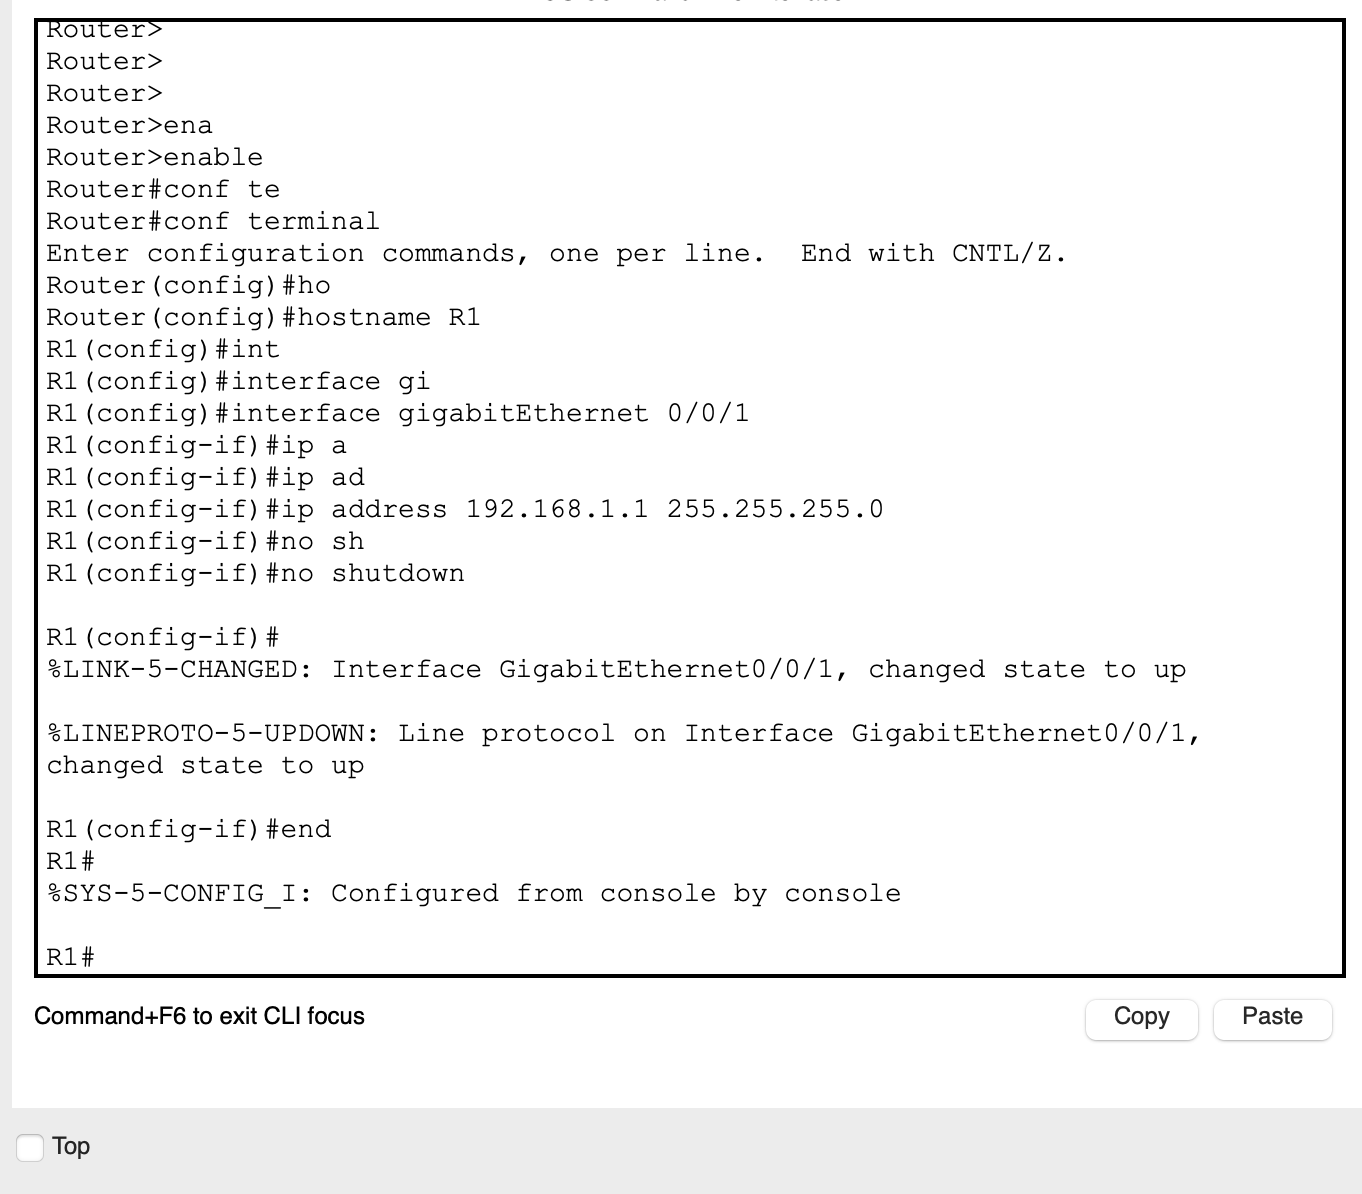 Router>
Router>
Router>
Router>ena
Router>enable
Router#conf te
Router#conf terminal
Enter configuration commands, one per line.  End with CNTL/Z.
Router(config)#ho
Router(config)#hostname R1
R1(config)#int
R1(config)#interface gi
R1(config)#interface gigabitEthernet 0/0/1
R1(config-if)#ip a
R1(config-if)#ip ad
R1(config-if)#ip address 192.168.1.1 255.255.255.0
R1(config-if)#no sh
R1(config-if)#no shutdown
R1(config-if)#
%LINK-5-CHANGED: Interface GigabitEthernet0/0/1, changed state to up
%LINEPROTO-5-UPDOWN: Line protocol on Interface GigabitEthernet0/0/1,
changed state to up
R1(config-if)#end
R1#
%SYS-5-CONFIG_I: Configured from console by console
R1#
Command+F6 to exit CLI focus
Copy
Paste
Top